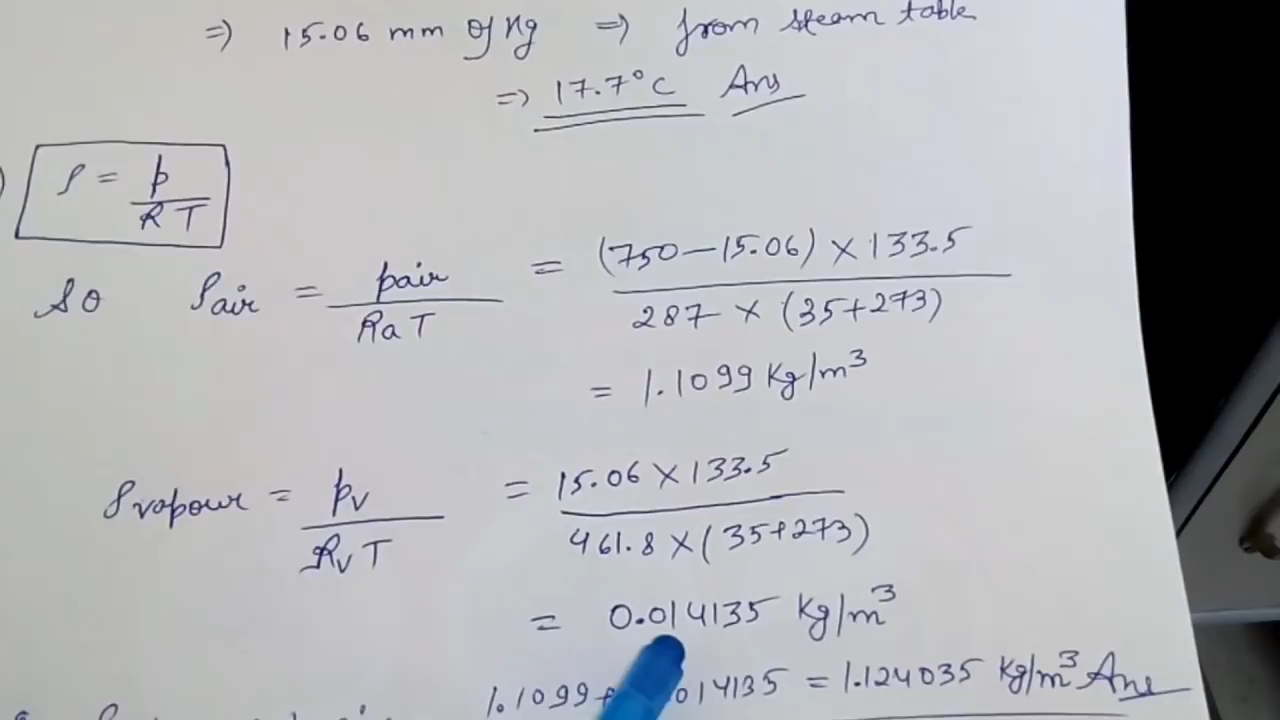 ⇒ 15.06 mm of Hg ⇒ from steam table
⇒ 17.7°C Ans
) ρ = p / RT
So ρair = pair / RaT = (750-15.06) × 133.5 / 287 × (35+273)
= 1.1099 Kg/m³
ρvapour = pv / RvT = 15.06 × 133.5 / 461.8 × (35+273)
= 0.014135 Kg/m³
1.1099+ 014135 = 1.124035 Kg/m³ Ans